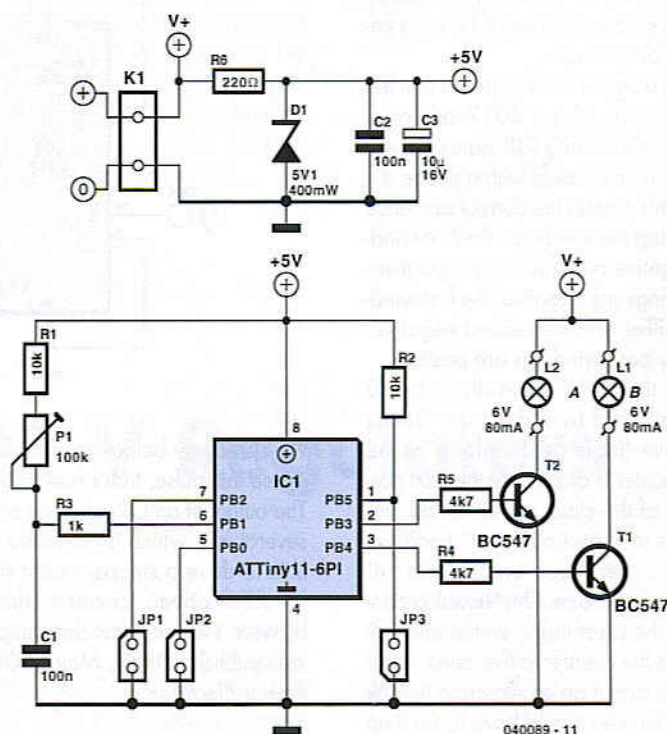 V+
K1
R6
220Ω
+5V
D1
5V1
400mW
C2
100n
C3
10µ
16V
+5V
V+
R1
10k
P1
100k
R3
1k
R2
10k
8
IC1
7
PB2
6
PB1
5
PB0
PB5
1
PB3
2
PB4
3
ATTiny11-6PI
4
R5
4k7
R4
4k7
L2
A
L1
B
6V
80mA
6V
80mA
T2
BC547
T1
BC547
C1
100n
JP1
JP2
JP3
040089 - 11